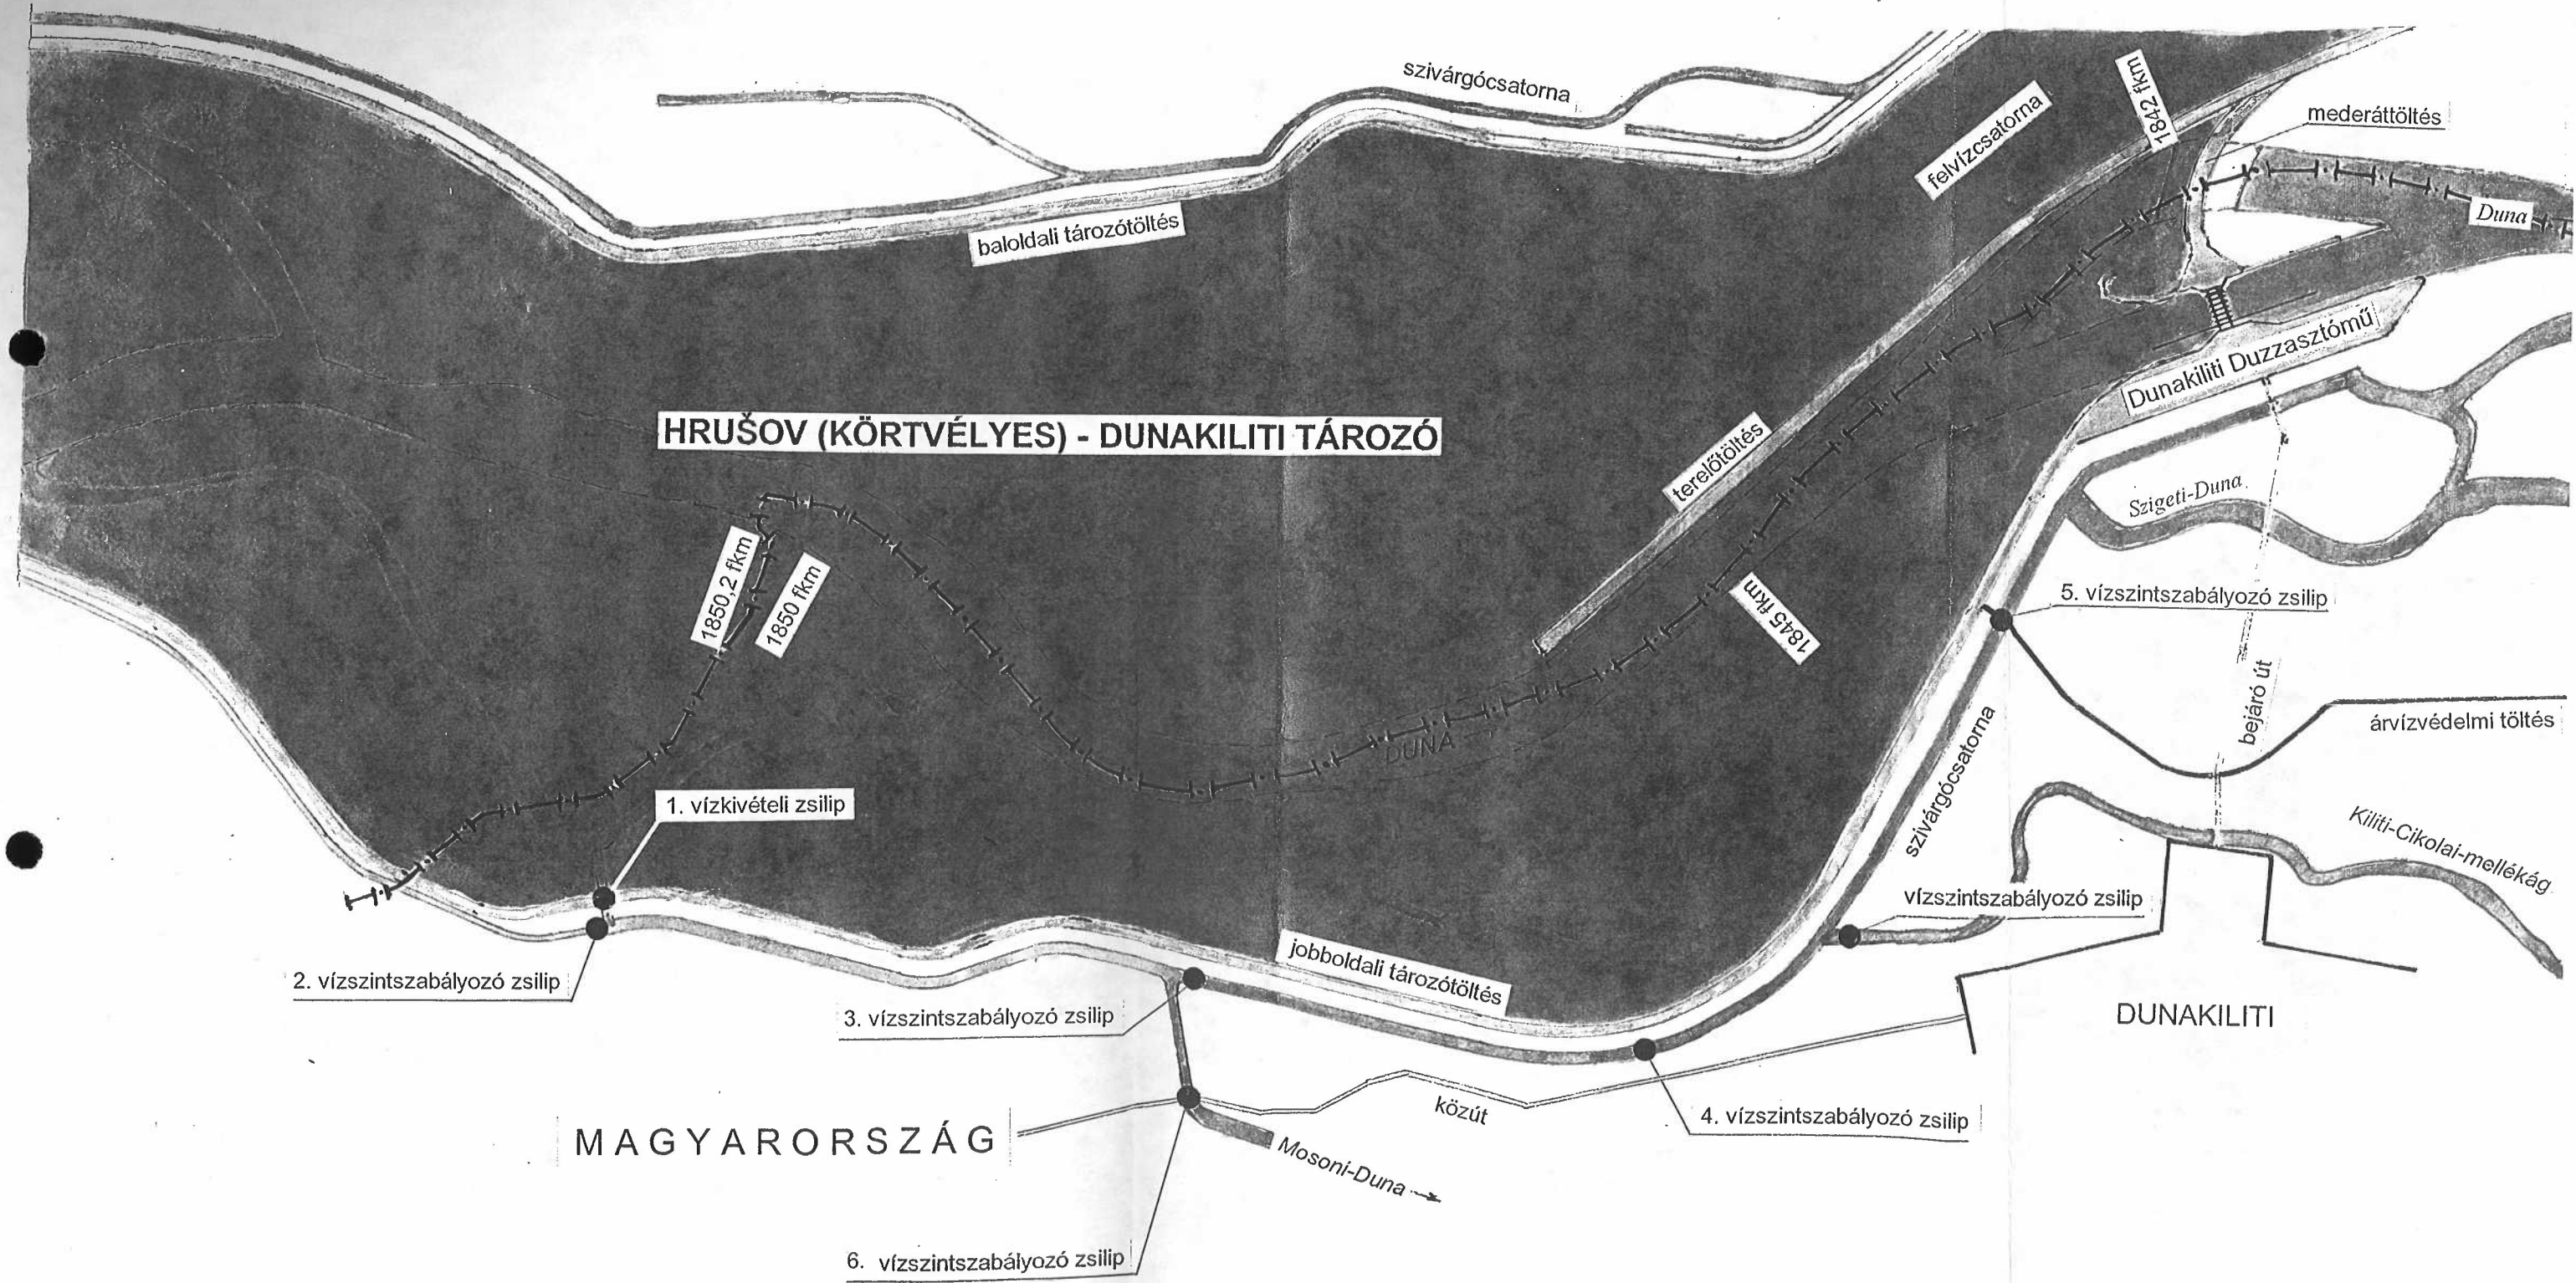 szivárgócsatorna
1842 fkm
felvízcsatorna
mederáttöltés
Duna
baloldali tározótöltés
Dunakiliti Duzzasztómű
HRUŠOV (KÖRTVÉLYES) - DUNAKILITI TÁROZÓ
terelőtöltés
Szigeti-Duna
1850,2 fkm
1850 fkm
1845 fkm
5. vízszintszabályozó zsilip
bejáró út
árvízvédelmi töltés
DUNA
szivárgócsatorna
1. vízkivételi zsilip
Kiliti-Cikolai-mellékág
vízszintszabályozó zsilip
2. vízszintszabályozó zsilip
jobboldali tározótöltés
3. vízszintszabályozó zsilip
DUNAKILITI
közút
4. vízszintszabályozó zsilip
MAGYARORSZÁG
Mosoni-Duna
6. vízszintszabályozó zsilip